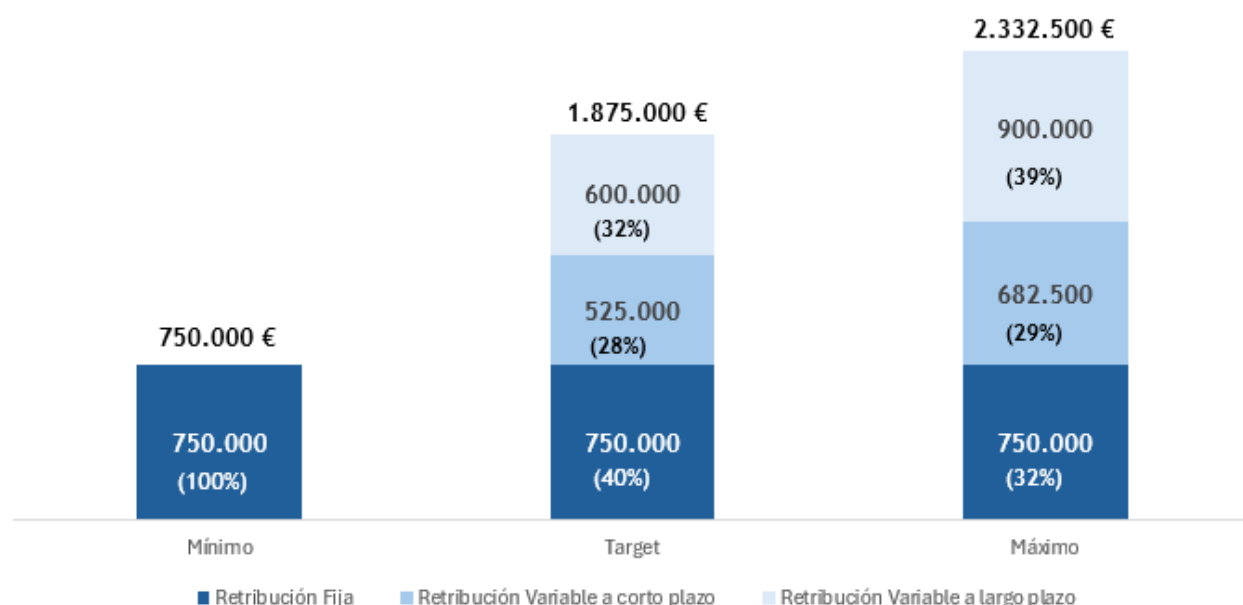 2.332.500 €
1.875.000 €
900.000
(39%)
600.000
(32%)
682.500
(29%)
525.000
(28%)
750.000 €
750.000
(100%)
750.000
(40%)
750.000
(32%)
Mínimo
Target
Máximo
Retribución Fija
Retribución Variable a corto plazo
Retribución Variable a largo plazo